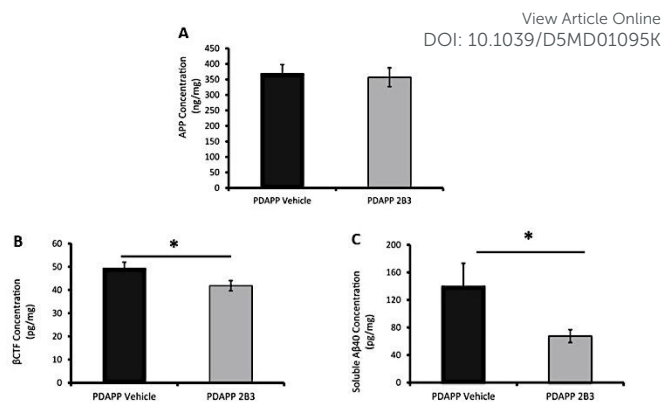 View Article Online
DOI: 10.1039/D5MD01095K
A
APP Concentration
(ng/mg)
450
400
350
300
250
200
150
100
50
0
PDAPP Vehicle PDAPP 2B3
B
βCTF Concentration
(pg/mg)
60
50
40
30
20
10
0
*
PDAPP Vehicle PDAPP 2B3
C
Soluble Aβ40 Concentration
(pg/mg)
200
160
120
80
40
0
*
PDAPP Vehicle PDAPP 2B3